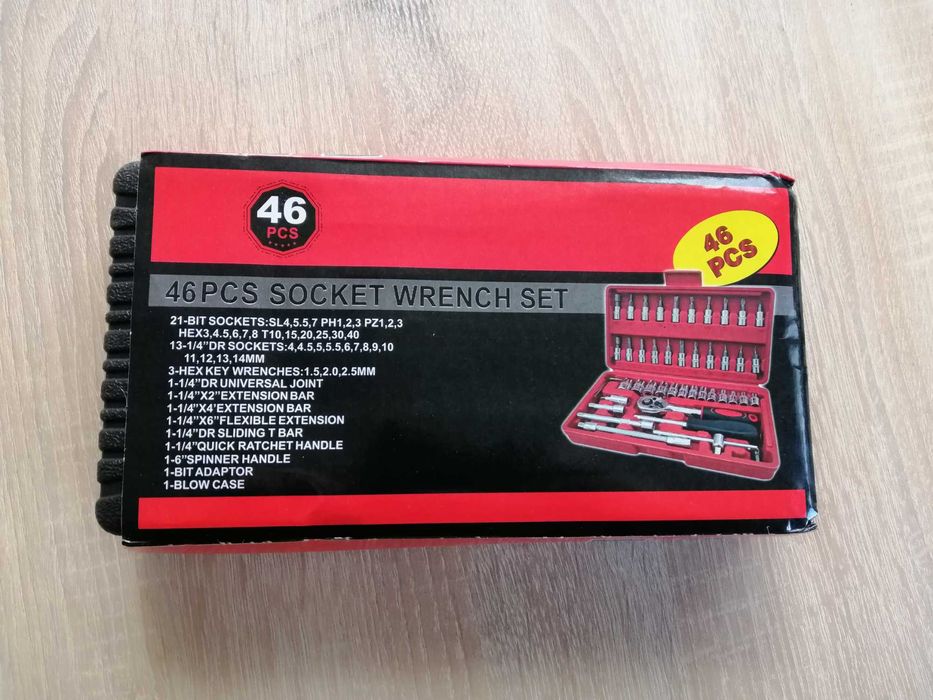 46
PCS
46
PCS
46PCS SOCKET WRENCH SET
21-BIT SOCKETS:SL4,5.5,7 PH1,2,3 PZ1,2,3
HEX3,4.5,6,7,8 T10,15,20,25,30,40
13-1/4"DR SOCKETS:4,4.5,5,5.5,6,7,8,9,10
11,12,13,14MM
3-HEX KEY WRENCHES:1.5,2.0,2.5MM
1-1/4"DR UNIVERSAL JOINT
1-1/4"X2"EXTENSION BAR
1-1/4"X4'EXTENSION BAR
1-1/4"X6"FLEXIBLE EXTENSION
1-1/4"DR SLIDING T BAR
1-1/4"QUICK RATCHET HANDLE
1-6"SPINNER HANDLE
1-BIT ADAPTOR
1-BLOW CASE